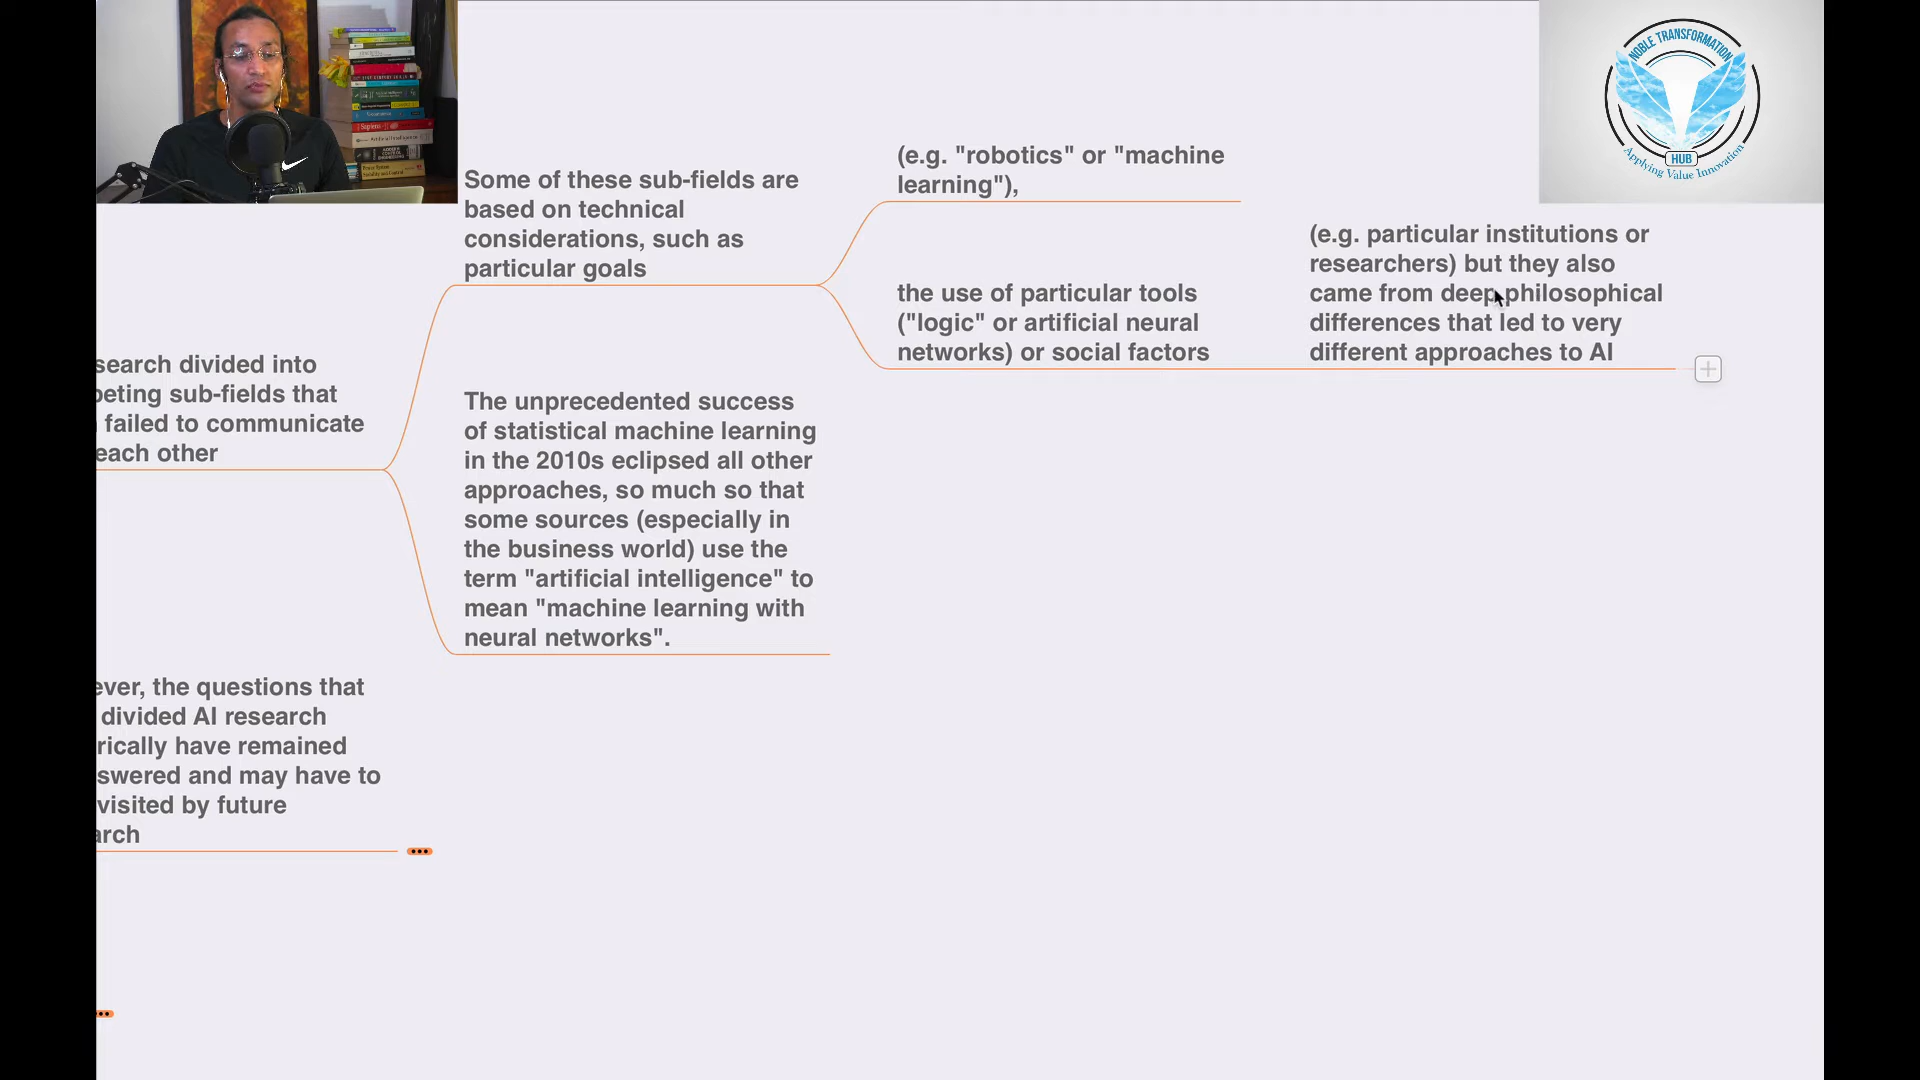 NOBLE TRANSFORMATION
HUB
Applying Value Innovation
Sapiens
Artificial Intelligence
(e.g. "robotics" or "machine
learning"),
Some of these sub-fields are
based on technical
considerations, such as
particular goals
(e.g. particular institutions or
researchers) but they also
came from deep philosophical
differences that led to very
different approaches to AI
the use of particular tools
("logic" or artificial neural
networks) or social factors
search divided into
peting sub-fields that
failed to communicate
each other
The unprecedented success
of statistical machine learning
in the 2010s eclipsed all other
approaches, so much so that
some sources (especially in
the business world) use the
term "artificial intelligence" to
mean "machine learning with
neural networks".
ever, the questions that
divided AI research
rically have remained
swered and may have to
visited by future
arch